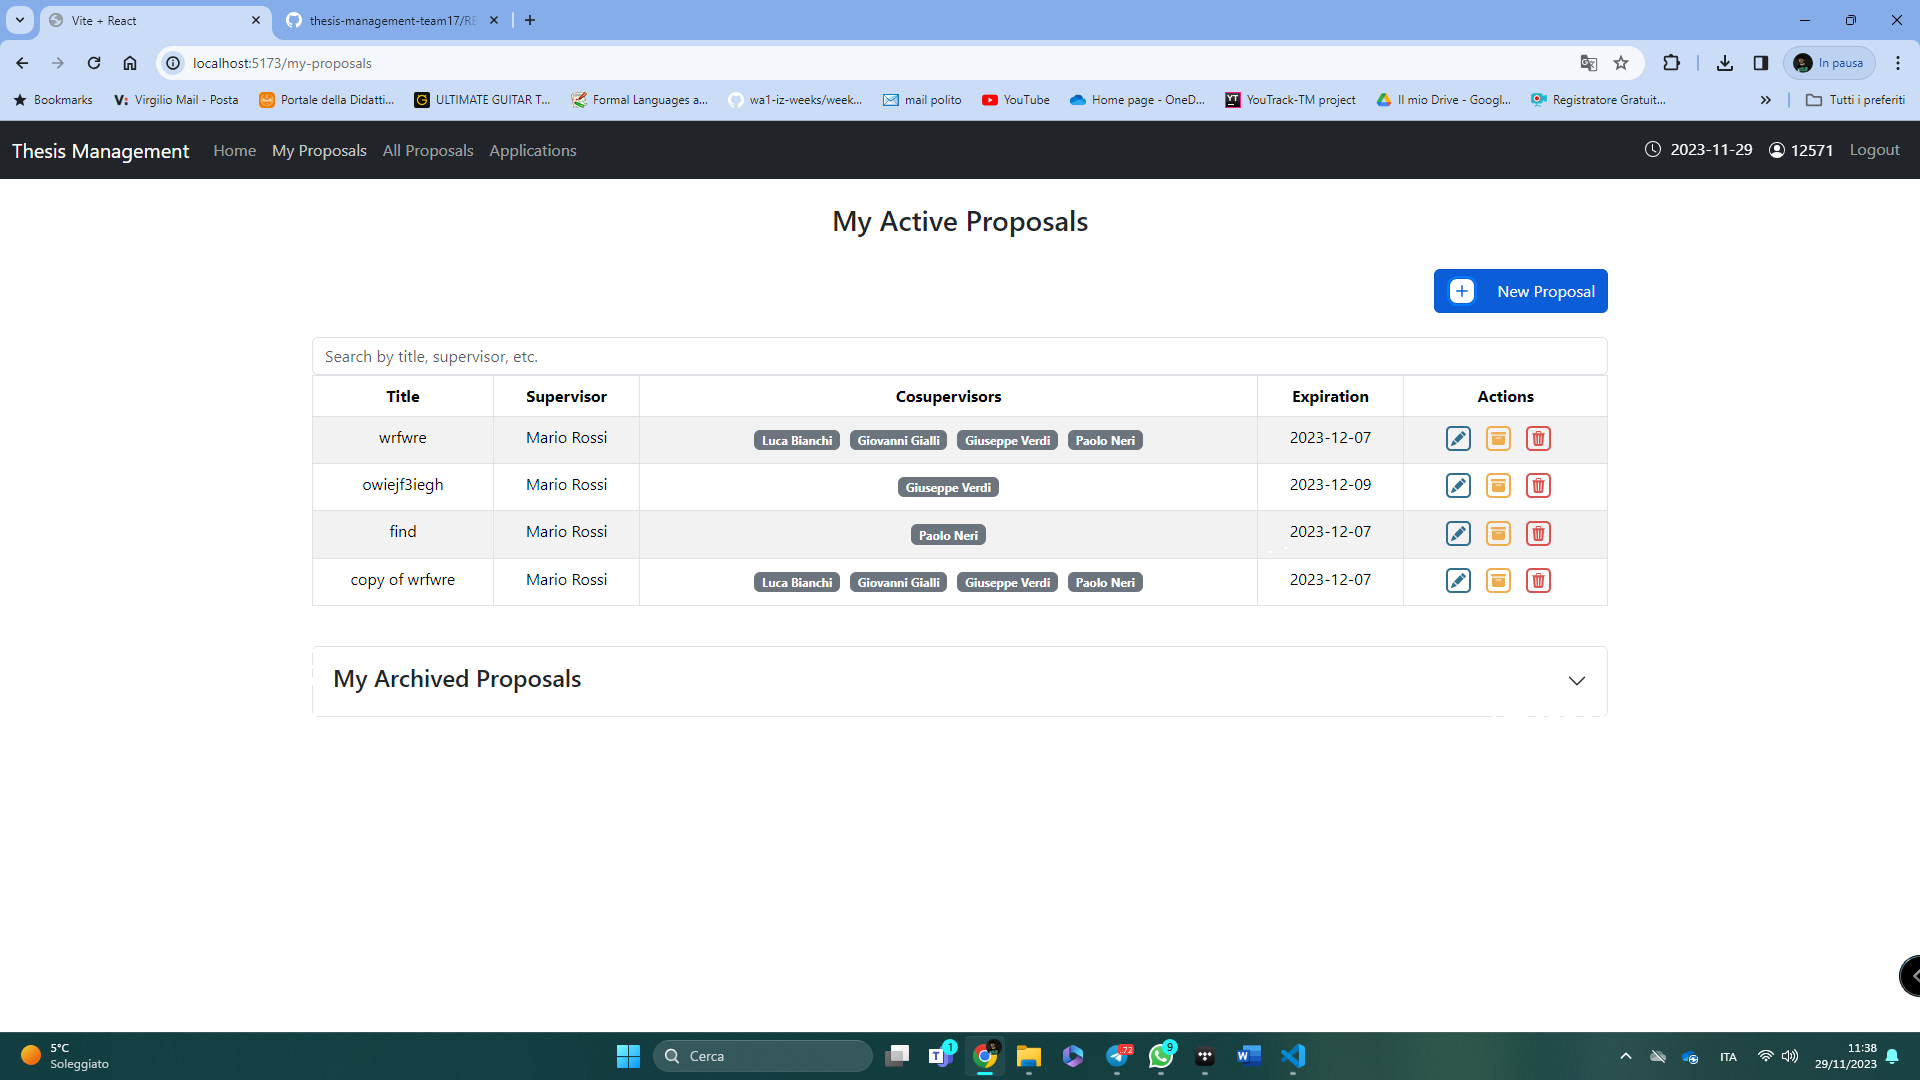 Vite + React
thesis-management-team17/RE
localhost:5173/my-proposals
In pausa
Bookmarks
Virgilio Mail - Posta
Portale della Didatti...
ULTIMATE GUITAR T...
Formal Languages a...
wa1-iz-weeks/week...
mail polito
YouTube
Home page - OneD...
YouTrack-TM project
Il mio Drive - Googl...
Registratore Gratuit...
Tutti i preferiti
Thesis Management Home My Proposals All Proposals Applications 2023-11-29 12571 Logout
My Active Proposals
New Proposal
Search by title, supervisor, etc.
Title Supervisor Cosupervisors Expiration Actions
wrfwre Mario Rossi Luca Bianchi Giovanni Gialli Giuseppe Verdi Paolo Neri 2023-12-07
owiejf3iegh Mario Rossi Giuseppe Verdi 2023-12-09
find Mario Rossi Paolo Neri 2023-12-07
copy of wrfwre Mario Rossi Luca Bianchi Giovanni Gialli Giuseppe Verdi Paolo Neri 2023-12-07
My Archived Proposals
5°C
Soleggiato
Cerca
1
72
9
ITA
11:38
29/11/2023